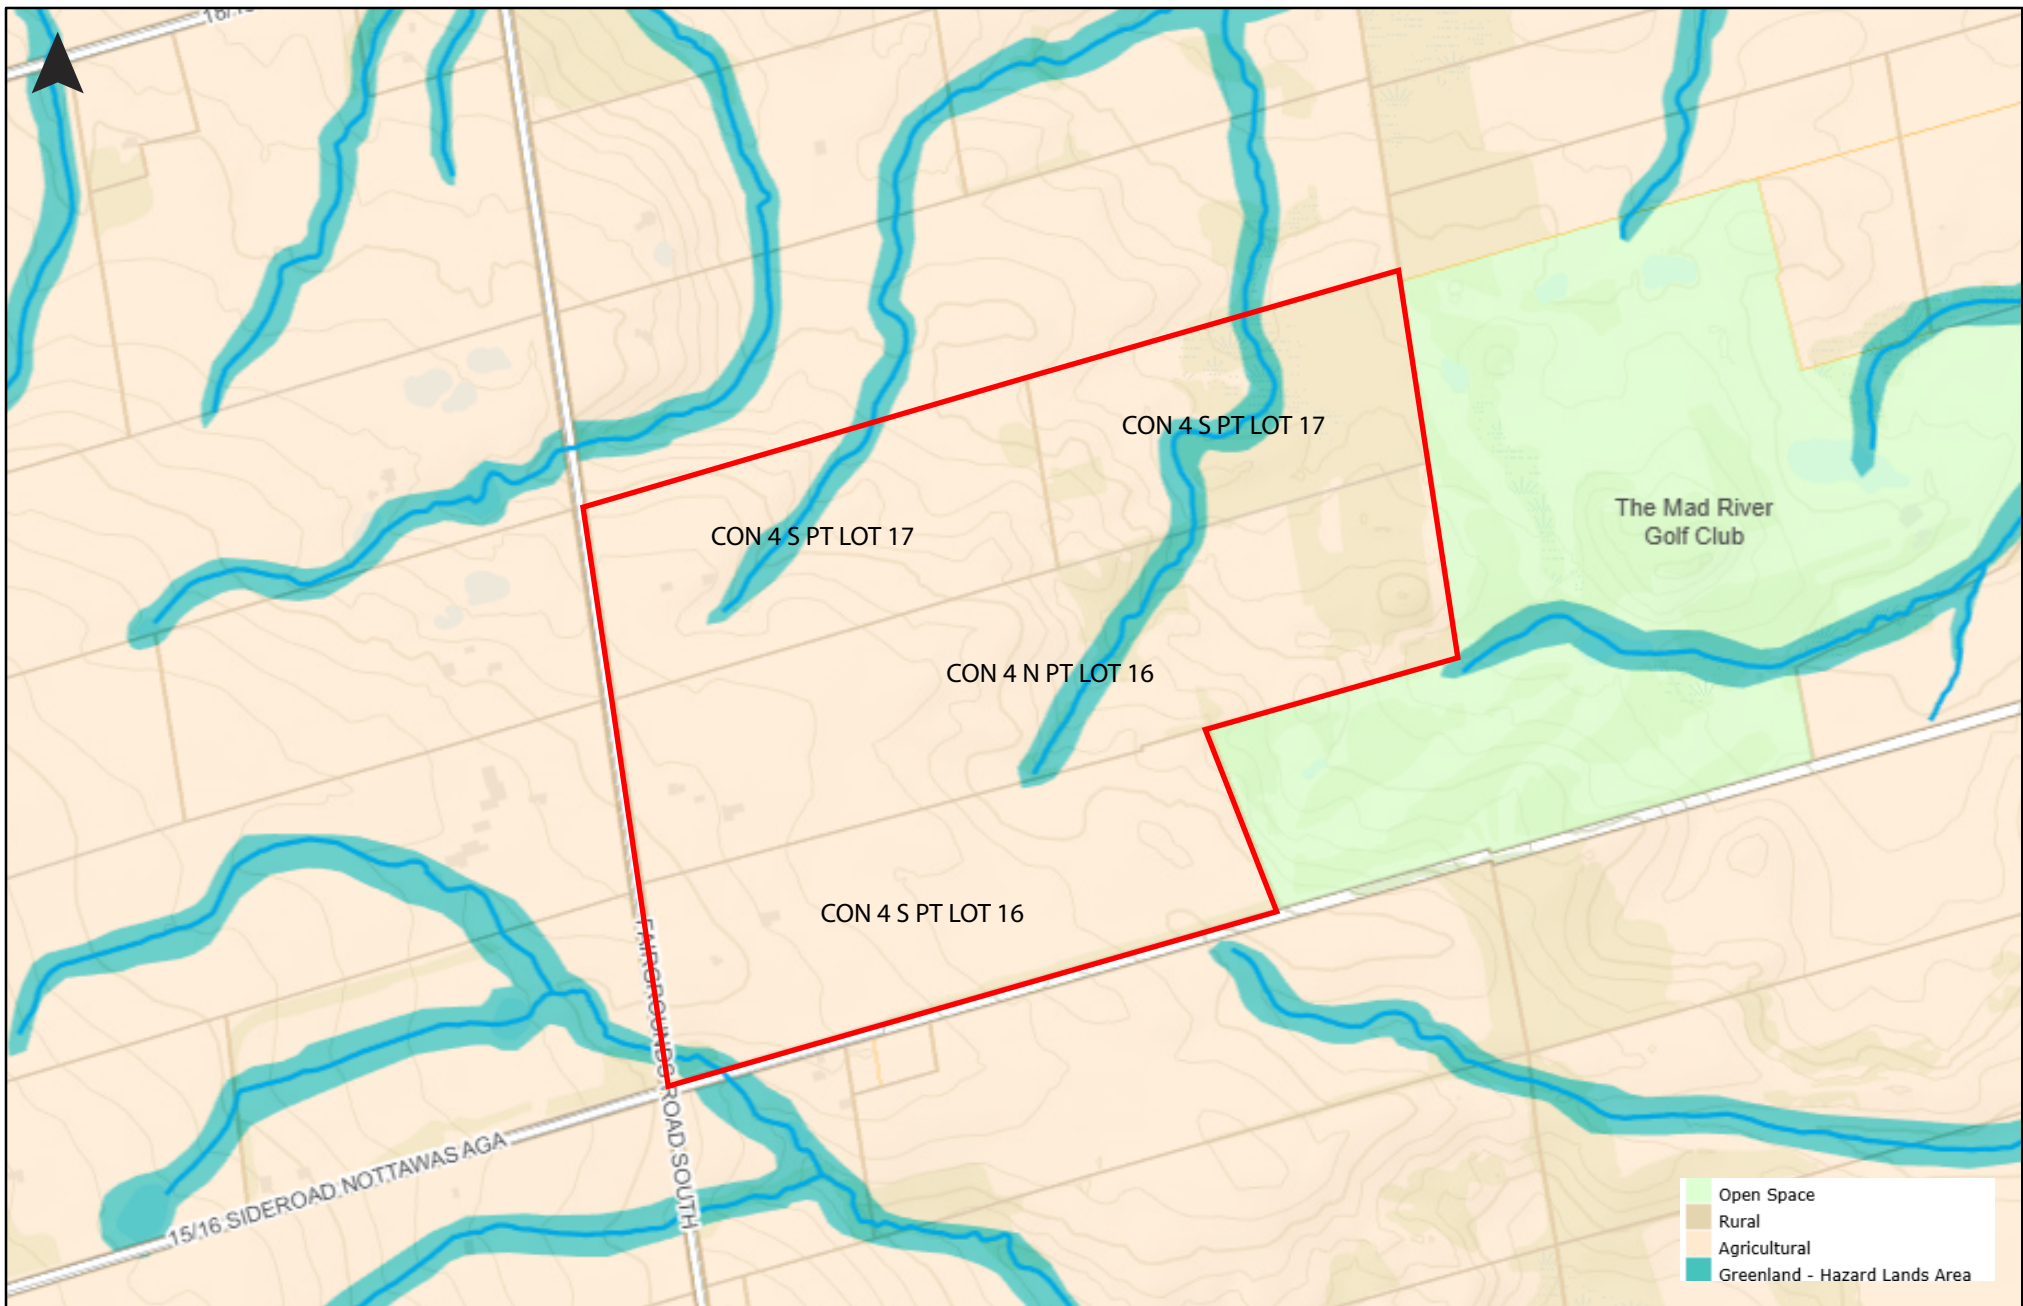 CON 4 S PT LOT 17
CON 4 S PT LOT 17
The Mad River
Golf Club
CON 4 N PT LOT 16
CON 4 S PT LOT 16
FAIRGROUNDS ROAD SOUTH
15/16 SIDEROAD NOTTAWASAGA
Open Space
Rural
Agricultural
Greenland - Hazard Lands Area